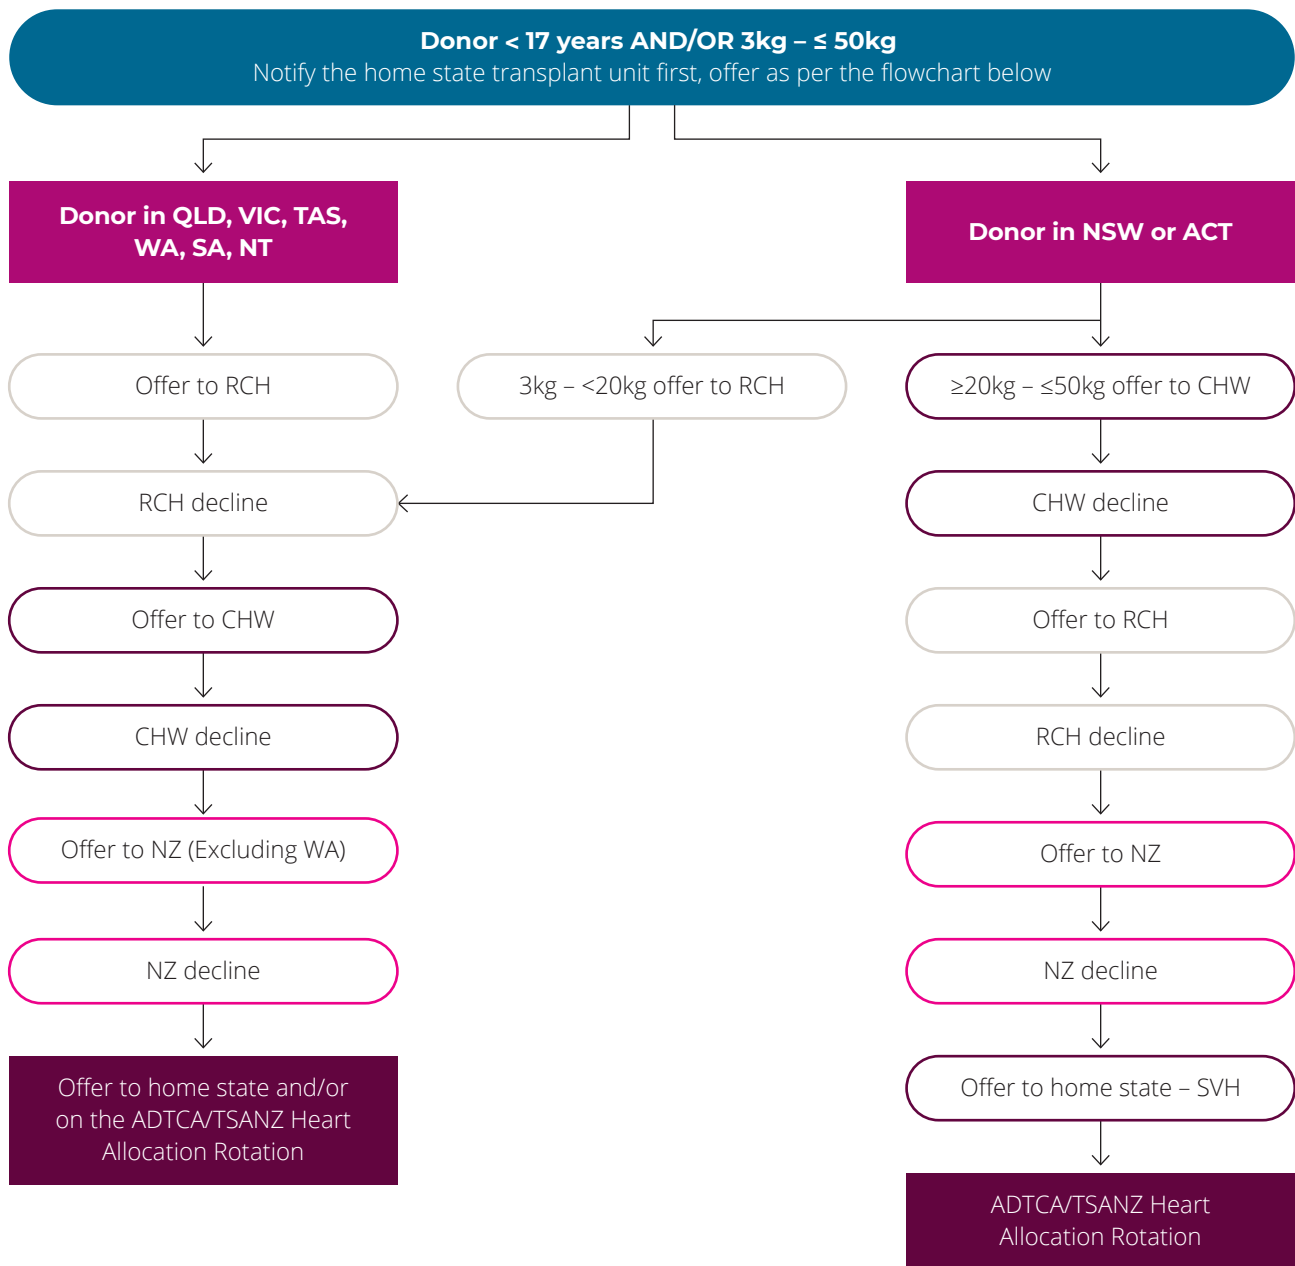 Donor < 17 years AND/OR 3kg – ≤ 50kg
Notify the home state transplant unit first, offer as per the flowchart below
Donor in QLD, VIC, TAS,
WA, SA, NT
Donor in NSW or ACT
Offer to RCH
3kg – <20kg offer to RCH
≥20kg – ≤50kg offer to CHW
RCH decline
CHW decline
Offer to CHW
Offer to RCH
CHW decline
RCH decline
Offer to NZ (Excluding WA)
Offer to NZ
NZ decline
NZ decline
Offer to home state and/or
on the ADTCA/TSANZ Heart
Allocation Rotation
Offer to home state – SVH
ADTCA/TSANZ Heart
Allocation Rotation